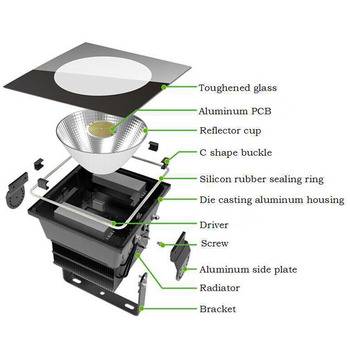 Toughened glass
Aluminum PCB
Reflector cup
C shape buckle
Silicon rubber sealing ring
Die casting aluminum housing
Driver
Screw
Aluminum side plate
Radiator
Bracket